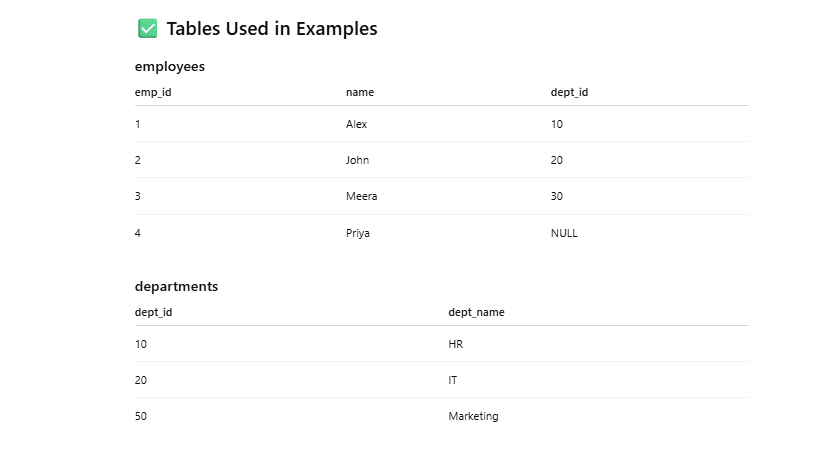 ✅ Tables Used in Examples
employees
emp_id name dept_id
1 Alex 10
2 John 20
3 Meera 30
4 Priya NULL
departments
dept_id dept_name
10 HR
20 IT
50 Marketing